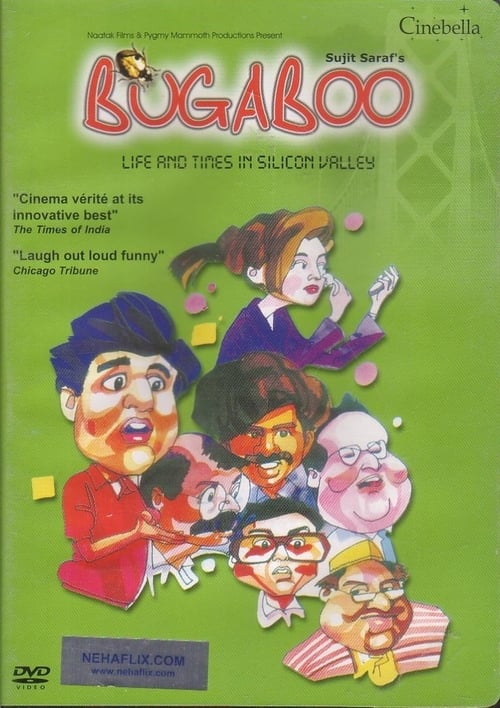 Naatak Films & Pygmy Mammoth Productions Present
Cinebella
Sujit Saraf's
BUGABOO
LIFE AND TIMES IN SILICON VALLEY
"Cinema vérité at its
innovative best"
The Times of India
"Laugh out loud funny"
Chicago Tribune
NEHAFLIX.COM
www.nehaflix.com
DVD
VIDEO